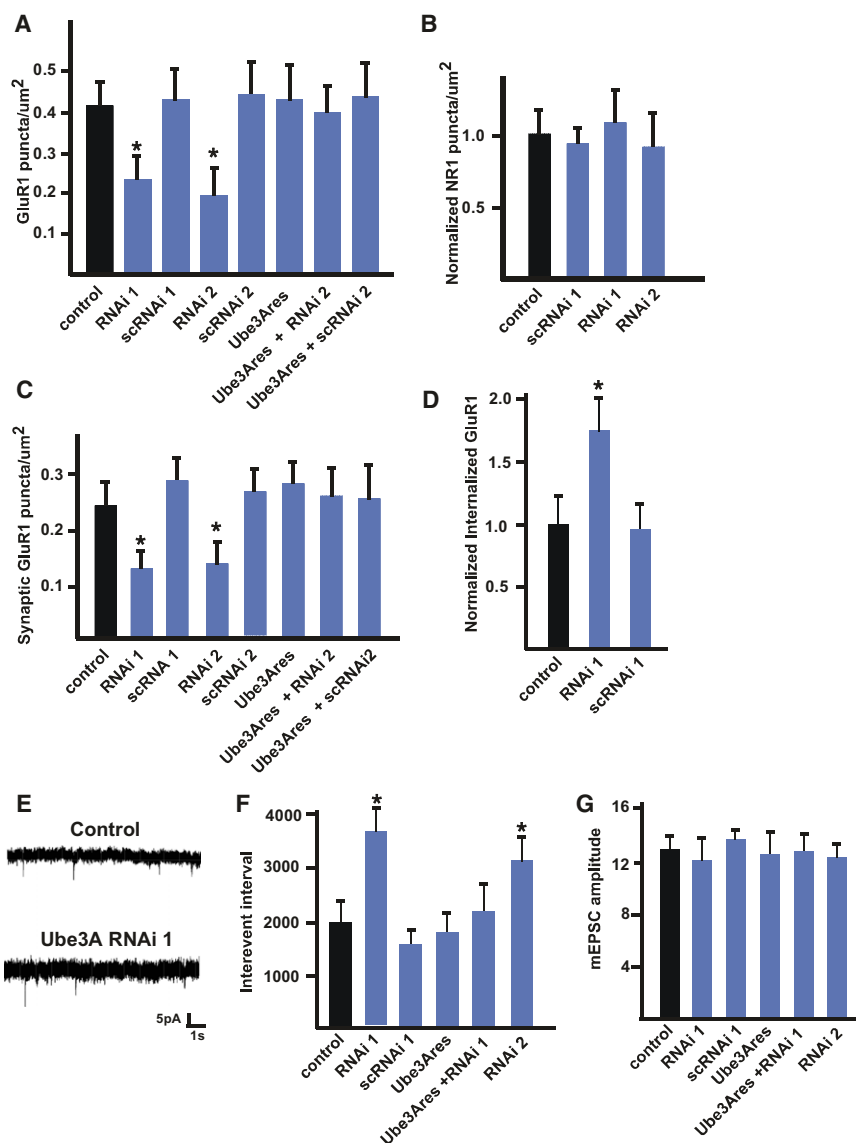 A
GluR1 puncta/um2
0.5
0.4
0.3
0.2
0.1
*
*
control
RNAi 1
scRNAi 1
RNAi 2
scRNAi 2
Ube3Ares
Ube3Ares + RNAi 2
Ube3Ares + scRNAi 2
B
Normalized NR1 puncta/um2
1.0
0.5
control
scRNAi 1
RNAi 1
RNAi 2
C
Synaptic GluR1 puncta/um2
0.3
0.2
0.1
*
*
control
RNAi 1
scRNA 1
RNAi 2
scRNAi 2
Ube3Ares
Ube3Ares + RNAi 2
Ube3Ares + scRNAi2
D
Normalized Internalized GluR1
2.0
1.5
1.0
0.5
*
control
RNAi 1
scRNAi 1
E
Control
Ube3A RNAi 1
5pA
1s
F
Interevent interval
4000
3000
2000
1000
*
*
control
RNAi 1
scRNAi 1
Ube3Ares
Ube3Ares +RNAi 1
RNAi 2
G
mEPSC amplitude
16
12
8
4
control
RNAi 1
scRNAi 1
Ube3Ares
Ube3Ares +RNAi 1
RNAi 2